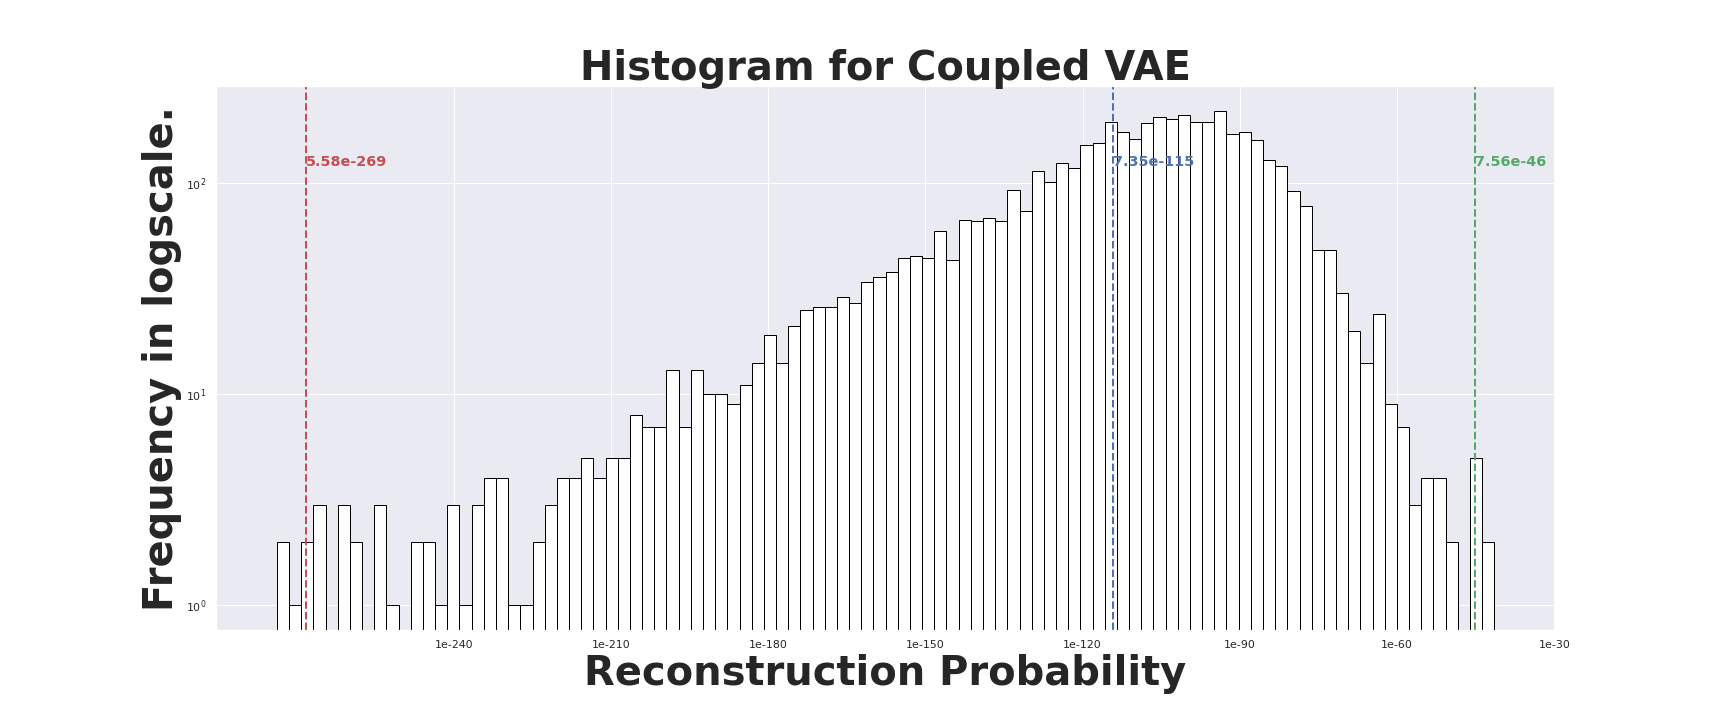 Histogram for Coupled VAE
Frequency in logscale.
10²
10¹
10⁰
5.58e-269
7.35e-115
7.56e-46
1e-240 1e-210 1e-180 1e-150 1e-120 1e-90 1e-60 1e-30
Reconstruction Probability